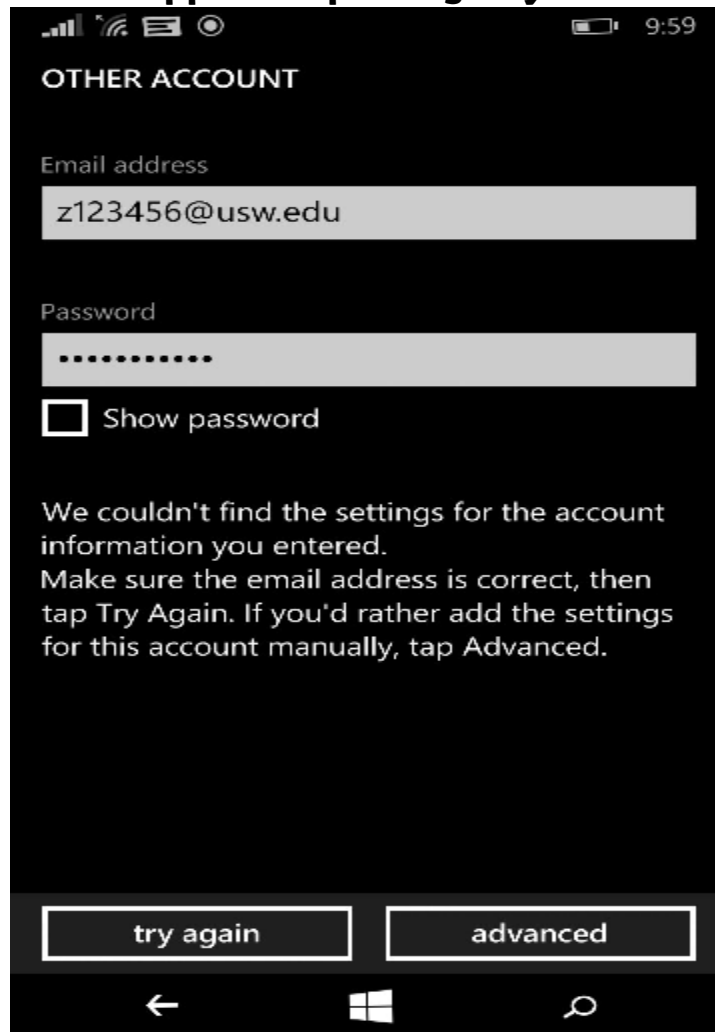 9:59
OTHER ACCOUNT
Email address
z123456@usw.edu
Password
•••••••••••
Show password
We couldn't find the settings for the account
information you entered.
Make sure the email address is correct, then
tap Try Again. If you'd rather add the settings
for this account manually, tap Advanced.
try again
advanced